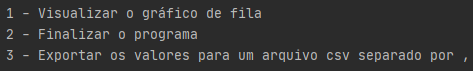 1 - Visualizar o gráfico de fila
2 - Finalizar o programa
3 - Exportar os valores para um arquivo csv separado por ,